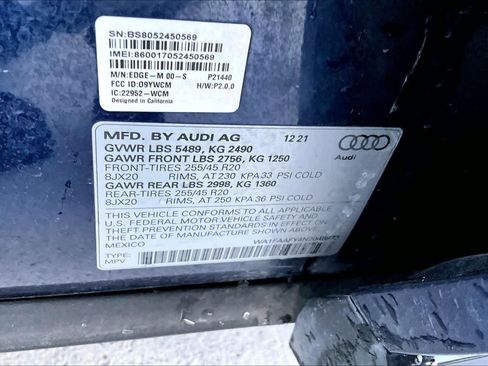 SN:BS8052450569
IMEI:860017052450569
M/N:EDGE-M 00-S P21440
FCC ID:O9YWCM H/W:P2.0.0
IC:22952-WCM
Designed in California
MFD. BY AUDI AG 12 21
GVWR LBS 5489, KG 2490
GAWR FRONT LBS 2756, KG 1250
FRONT-TIRES 255/45 R20
8JX20 RIMS, AT 230 KPA 33 PSI COLD
GAWR REAR LBS 2998, KG 1360
REAR-TIRES 255/45 R20
8JX20 RIMS, AT 250 KPA 36 PSI COLD
THIS VEHICLE CONFORMS TO ALL APPLICABLE
U.S. FEDERAL MOTOR VEHICLE SAFETY AND
THEFT PREVENTION STANDARDS IN EFFECT ON
THE DATE OF MANUFACTURE SHOWN ABOVE.
MEXICO
TYPE:
MPV
Audi